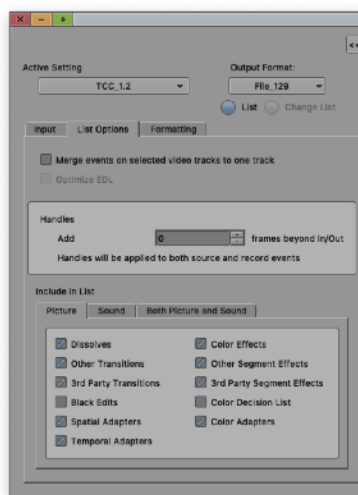 <<
Active Setting
Output Format:
TCC_1.2
File_129
List
Change List
Input
List Options
Formatting
Merge events on selected video tracks to one track
Optimize EDL
Handles
Add 0 frames beyond In/Out
Handles will be applied to both source and record events
Include In List
Picture
Sound
Both Picture and Sound
Dissolves
Color Effects
Other Transitions
Other Segment Effects
3rd Party Transitions
3rd Party Segment Effects
Black Edits
Color Decision List
Spatial Adapters
Color Adapters
Temporal Adapters